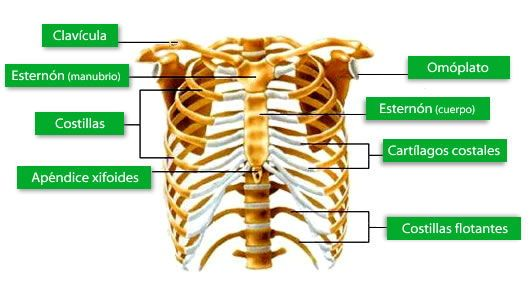 Clavícula
Esternón (manubrio)
Costillas
Apéndice xifoides
Omóplato
Esternón (cuerpo)
Cartílagos costales
Costillas flotantes